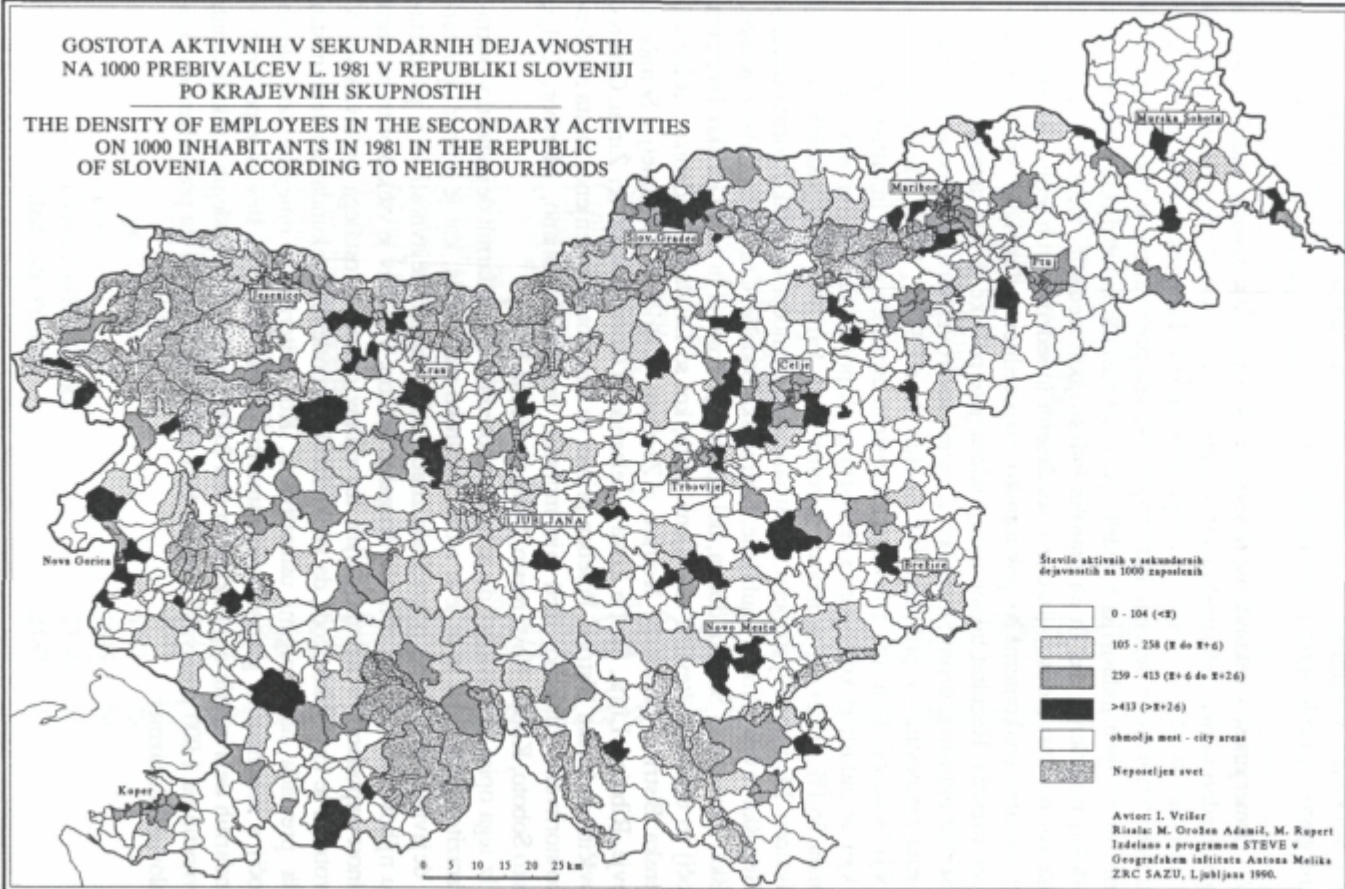 GOSTOTA AKTIVNIH V SEKUNDARNIH DEJAVNOSTIH
NA 1000 PREBIVALCEV L. 1981 V REPUBLIKI SLOVENIJI
PO KRAJEVNIH SKUPNOSTIH
THE DENSITY OF EMPLOYEES IN THE SECONDARY ACTIVITIES
ON 1000 INHABITANTS IN 1981 IN THE REPUBLIC
OF SLOVENIA ACCORDING TO NEIGHBOURHOODS
Murska Sobota
Maribor
Slov.Gradec
Ptuj
Jesenice
Kranj
Celje
Trbovlje
LJUBLJANA
Nova Gorica
Brežice
Novo Mesto
Koper
Število aktivnih v sekundarnih
dejavnostih na 1000 zaposlenih
0 - 104 (<x̄)
105 - 258 (x̄ do x̄+σ)
259 - 413 (x̄+σ do x̄+2σ)
>413 (>x̄+2σ)
območja mest - city areas
Neposeljen svet
0 5 10 15 20 25 km
Avtor: I. Vrišer
Risala: M. Orožen Adamič, M. Rupert
Izdelano s programom STEVE v
Geografskem inštitutu Antona Melika
ZRC SAZU, Ljubljana 1990.